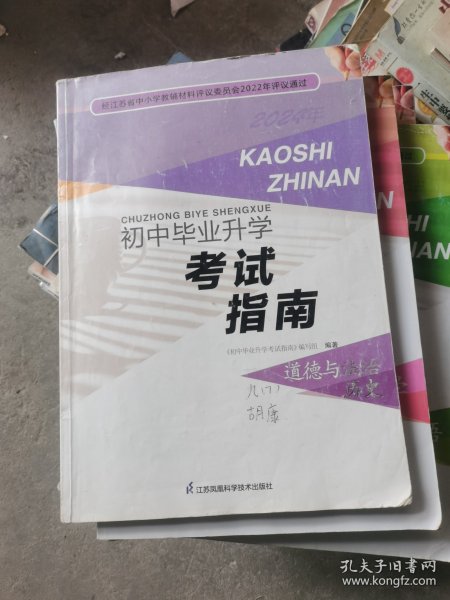 经江苏省中小学教辅材料评议委员会2022年评议通过
2024年
KAOSHI
ZHINAN
CHUZHONG BIYE SHENGXUE
初中毕业升学
考试
指南
《初中毕业升学考试指南》编写组 编著
道德与法治
历史
九(7)
胡廉
江苏凤凰科学技术出版社
KAOSHI
NAN
孔夫子旧书网
www.kongfz.com